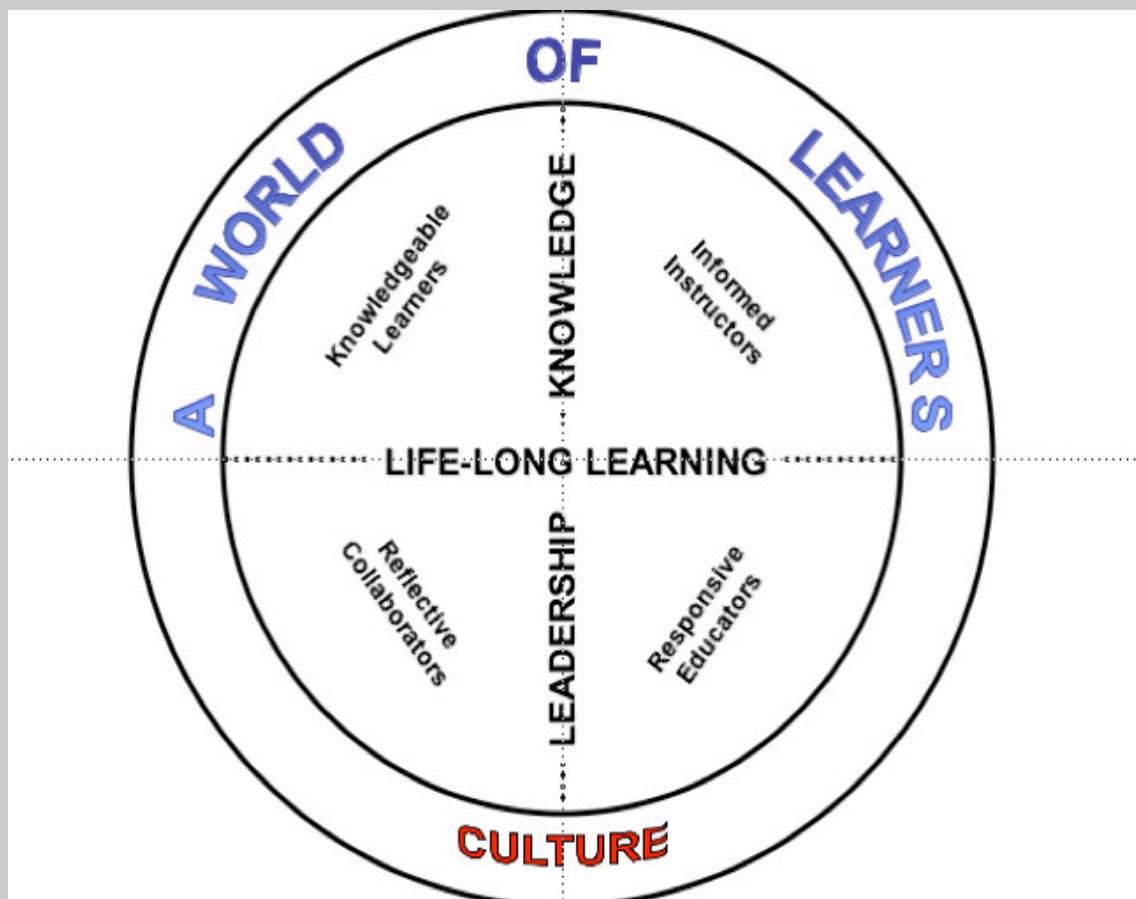 A WORLD OF LEARNERS
Knowledgeable
Learners
KNOWLEDGE
Informed
Instructors
LIFE-LONG LEARNING
Reflective
Collaborators
LEADERSHIP
Responsive
Educators
CULTURE